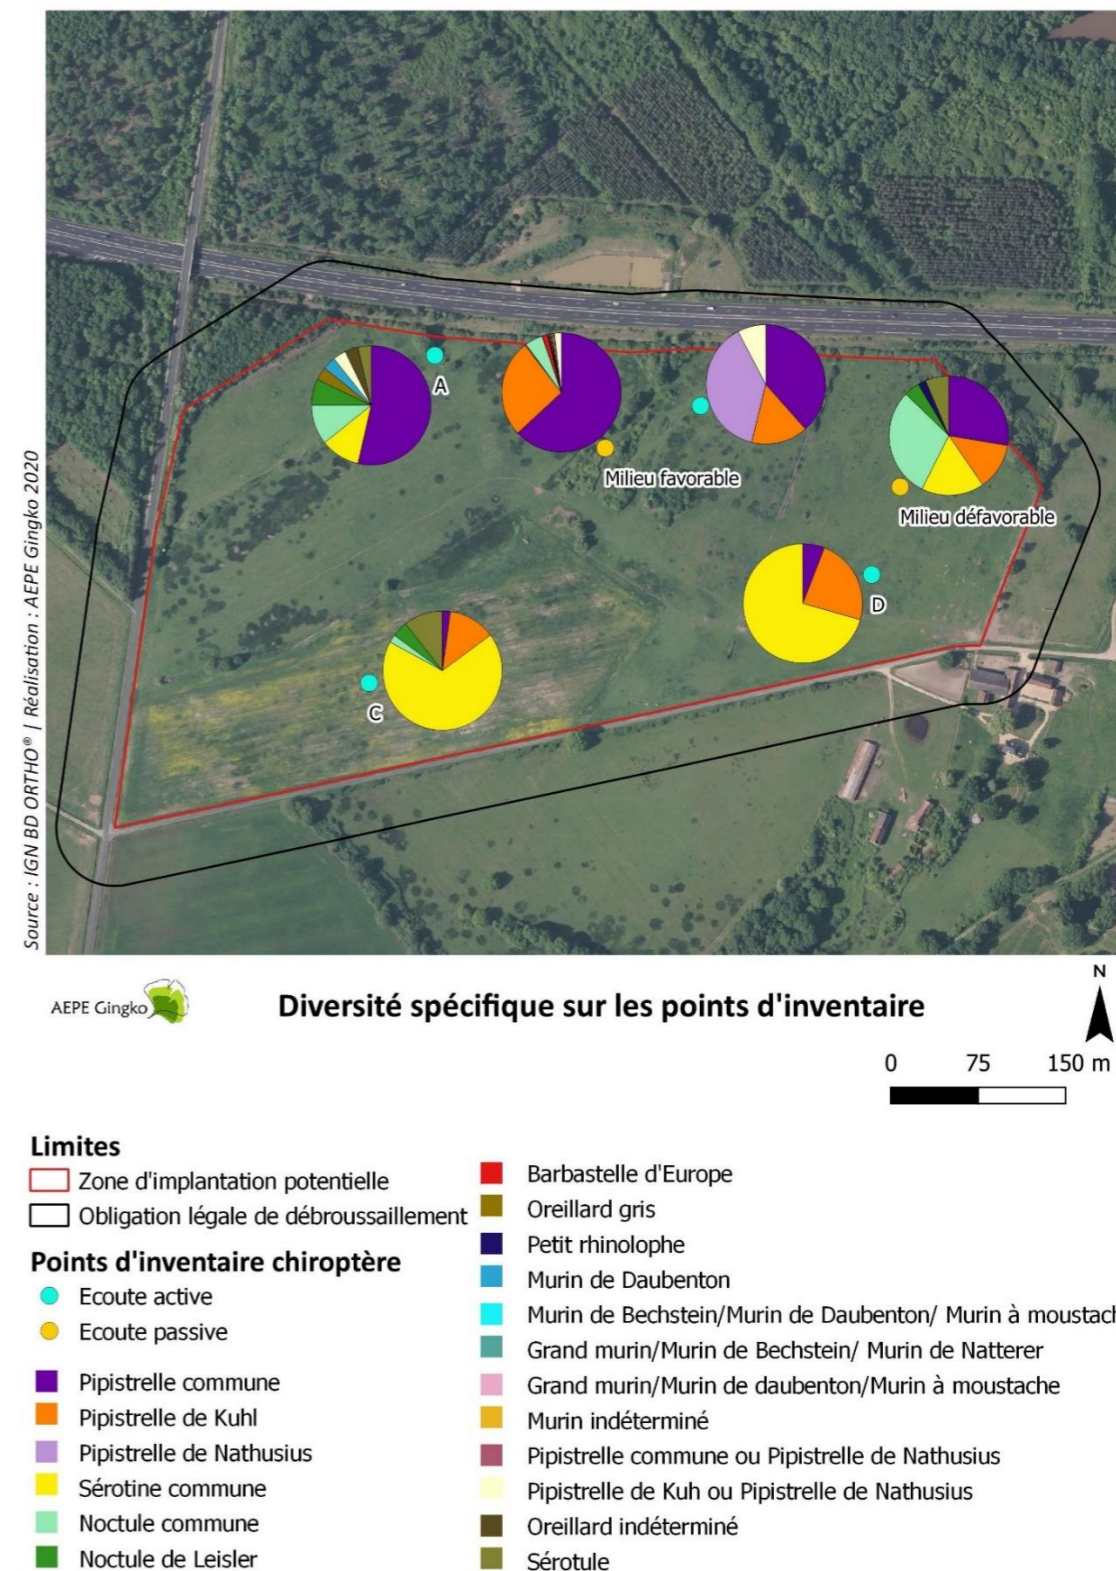 Source : IGN BD ORTHO® | Réalisation : AEPE Gingko 2020
A
Milieu favorable
Milieu défavorable
D
C
AEPE Gingko
Diversité spécifique sur les points d'inventaire
N
0 75 150 m
Limites
Zone d'implantation potentielle
Obligation légale de débroussaillement
Points d'inventaire chiroptère
Ecoute active
Ecoute passive
Pipistrelle commune
Pipistrelle de Kuhl
Pipistrelle de Nathusius
Sérotine commune
Noctule commune
Noctule de Leisler
Barbastelle d'Europe
Oreillard gris
Petit rhinolophe
Murin de Daubenton
Murin de Bechstein/Murin de Daubenton/ Murin à moustach
Grand murin/Murin de Bechstein/ Murin de Natterer
Grand murin/Murin de daubenton/Murin à moustache
Murin indéterminé
Pipistrelle commune ou Pipistrelle de Nathusius
Pipistrelle de Kuh ou Pipistrelle de Nathusius
Oreillard indéterminé
Sérotule